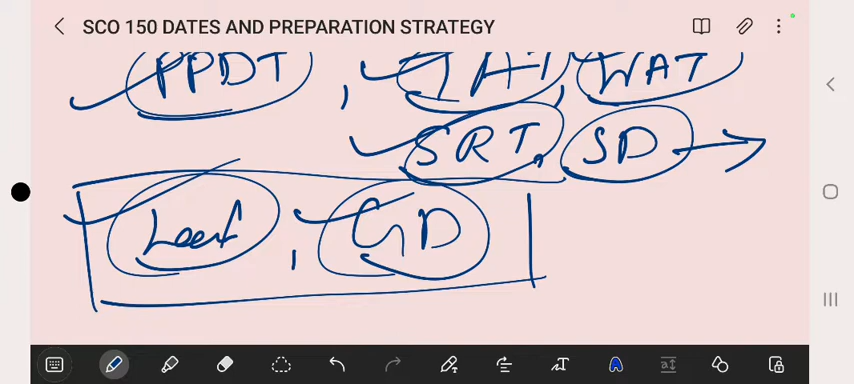 SCO 150 DATES AND PREPARATION STRATEGY
PPDT, TAT, WAT
SRT, SD
Lect, GD